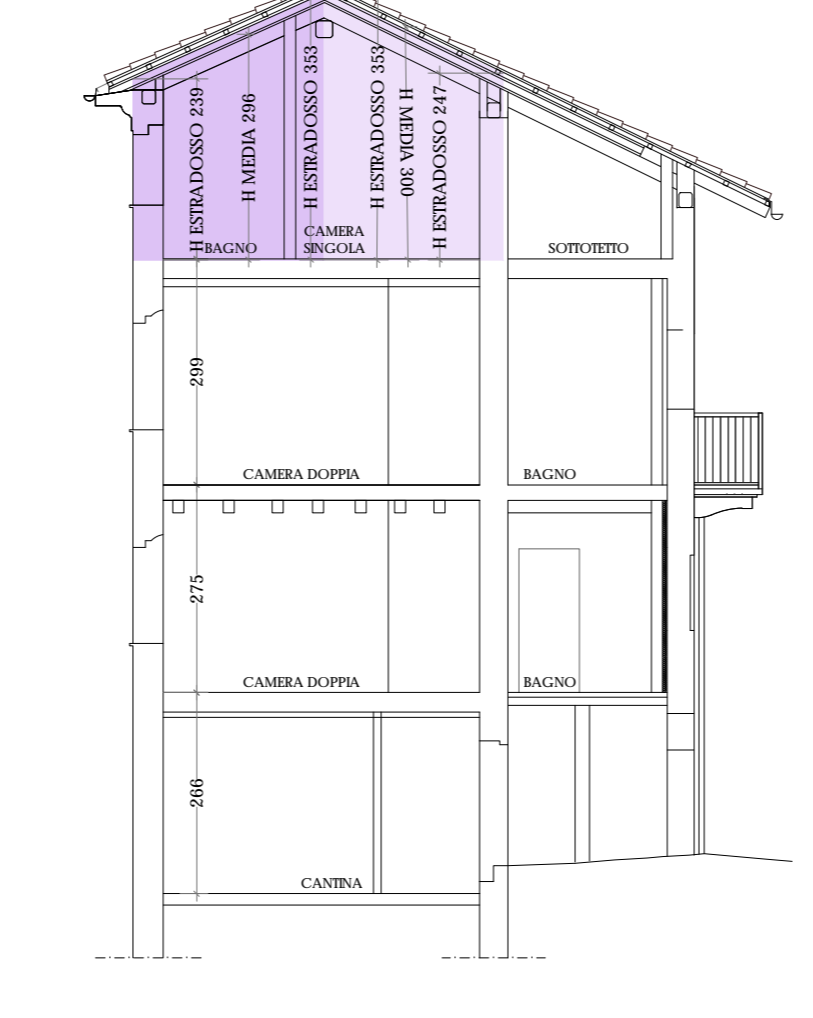 H ESTRADOSSO 239
H MEDIA 296
H ESTRADOSSO 353
H ESTRADOSSO 353
H MEDIA 300
H ESTRADOSSO 247
BAGNO
CAMERA
SINGOLA
SOTTOTETTO
299
CAMERA DOPPIA
BAGNO
275
CAMERA DOPPIA
BAGNO
266
CANTINA